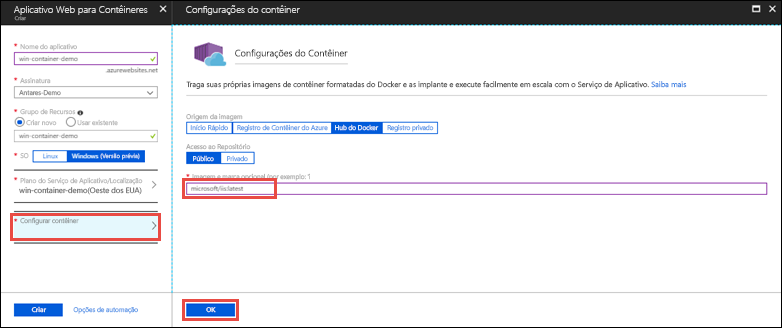 Aplicativo Web para Contêineres
Criar
* Nome do aplicativo
win-container-demo
.azurewebsites.net
* Assinatura
Antares-Demo
* Grupo de Recursos
Criar novo Usar existente
win-container-demo
* SO Linux Windows (Versão prévia)
* Plano do Serviço de Aplicativo/Localização
win-container-demo(Oeste dos EUA)
* Configurar contêiner
Criar Opções de automação
Configurações do contêiner
Configurações do Contêiner
Traga suas próprias imagens de contêiner formatadas do Docker e as implante e execute facilmente em escala com o Serviço de Aplicativo. Saiba mais
Origem da imagem
Início Rápido Registro de Contêiner do Azure Hub do Docker Registro privado
Acesso ao Repositório
Público Privado
* Imagem e marca opcional (por exemplo: 1
microsoft/iis:latest
OK